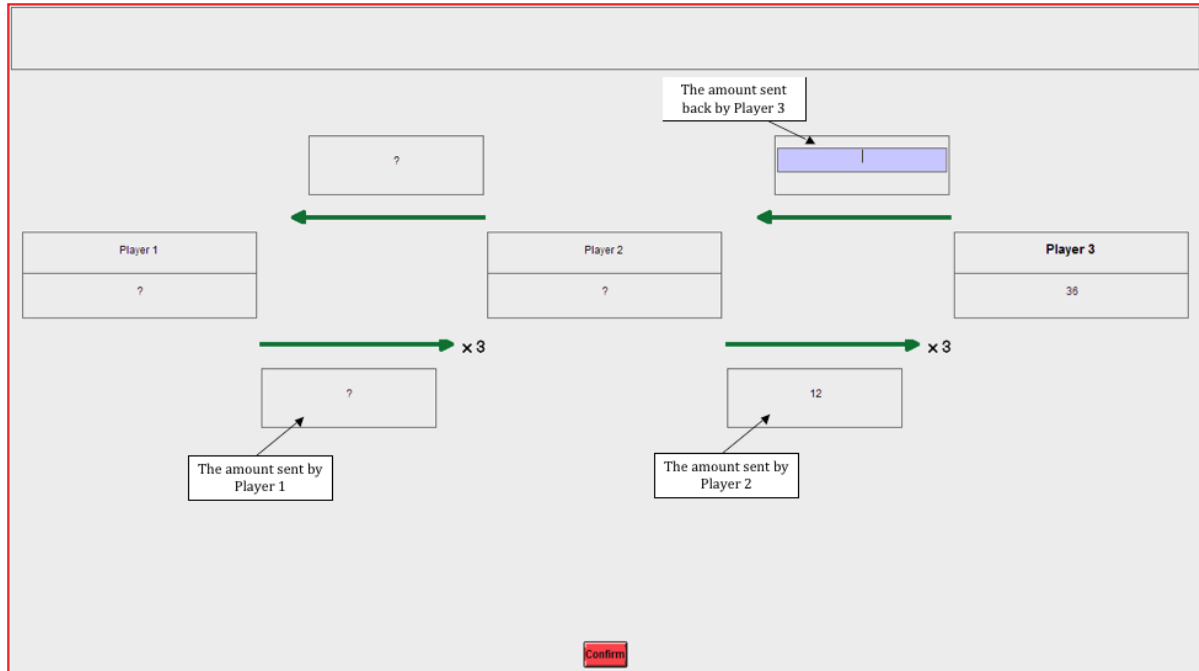 The amount sent
back by Player 3
?
Player 1
?
Player 2
?
Player 3
36
x 3
x 3
?
12
The amount sent by
Player 1
The amount sent by
Player 2
Confirm